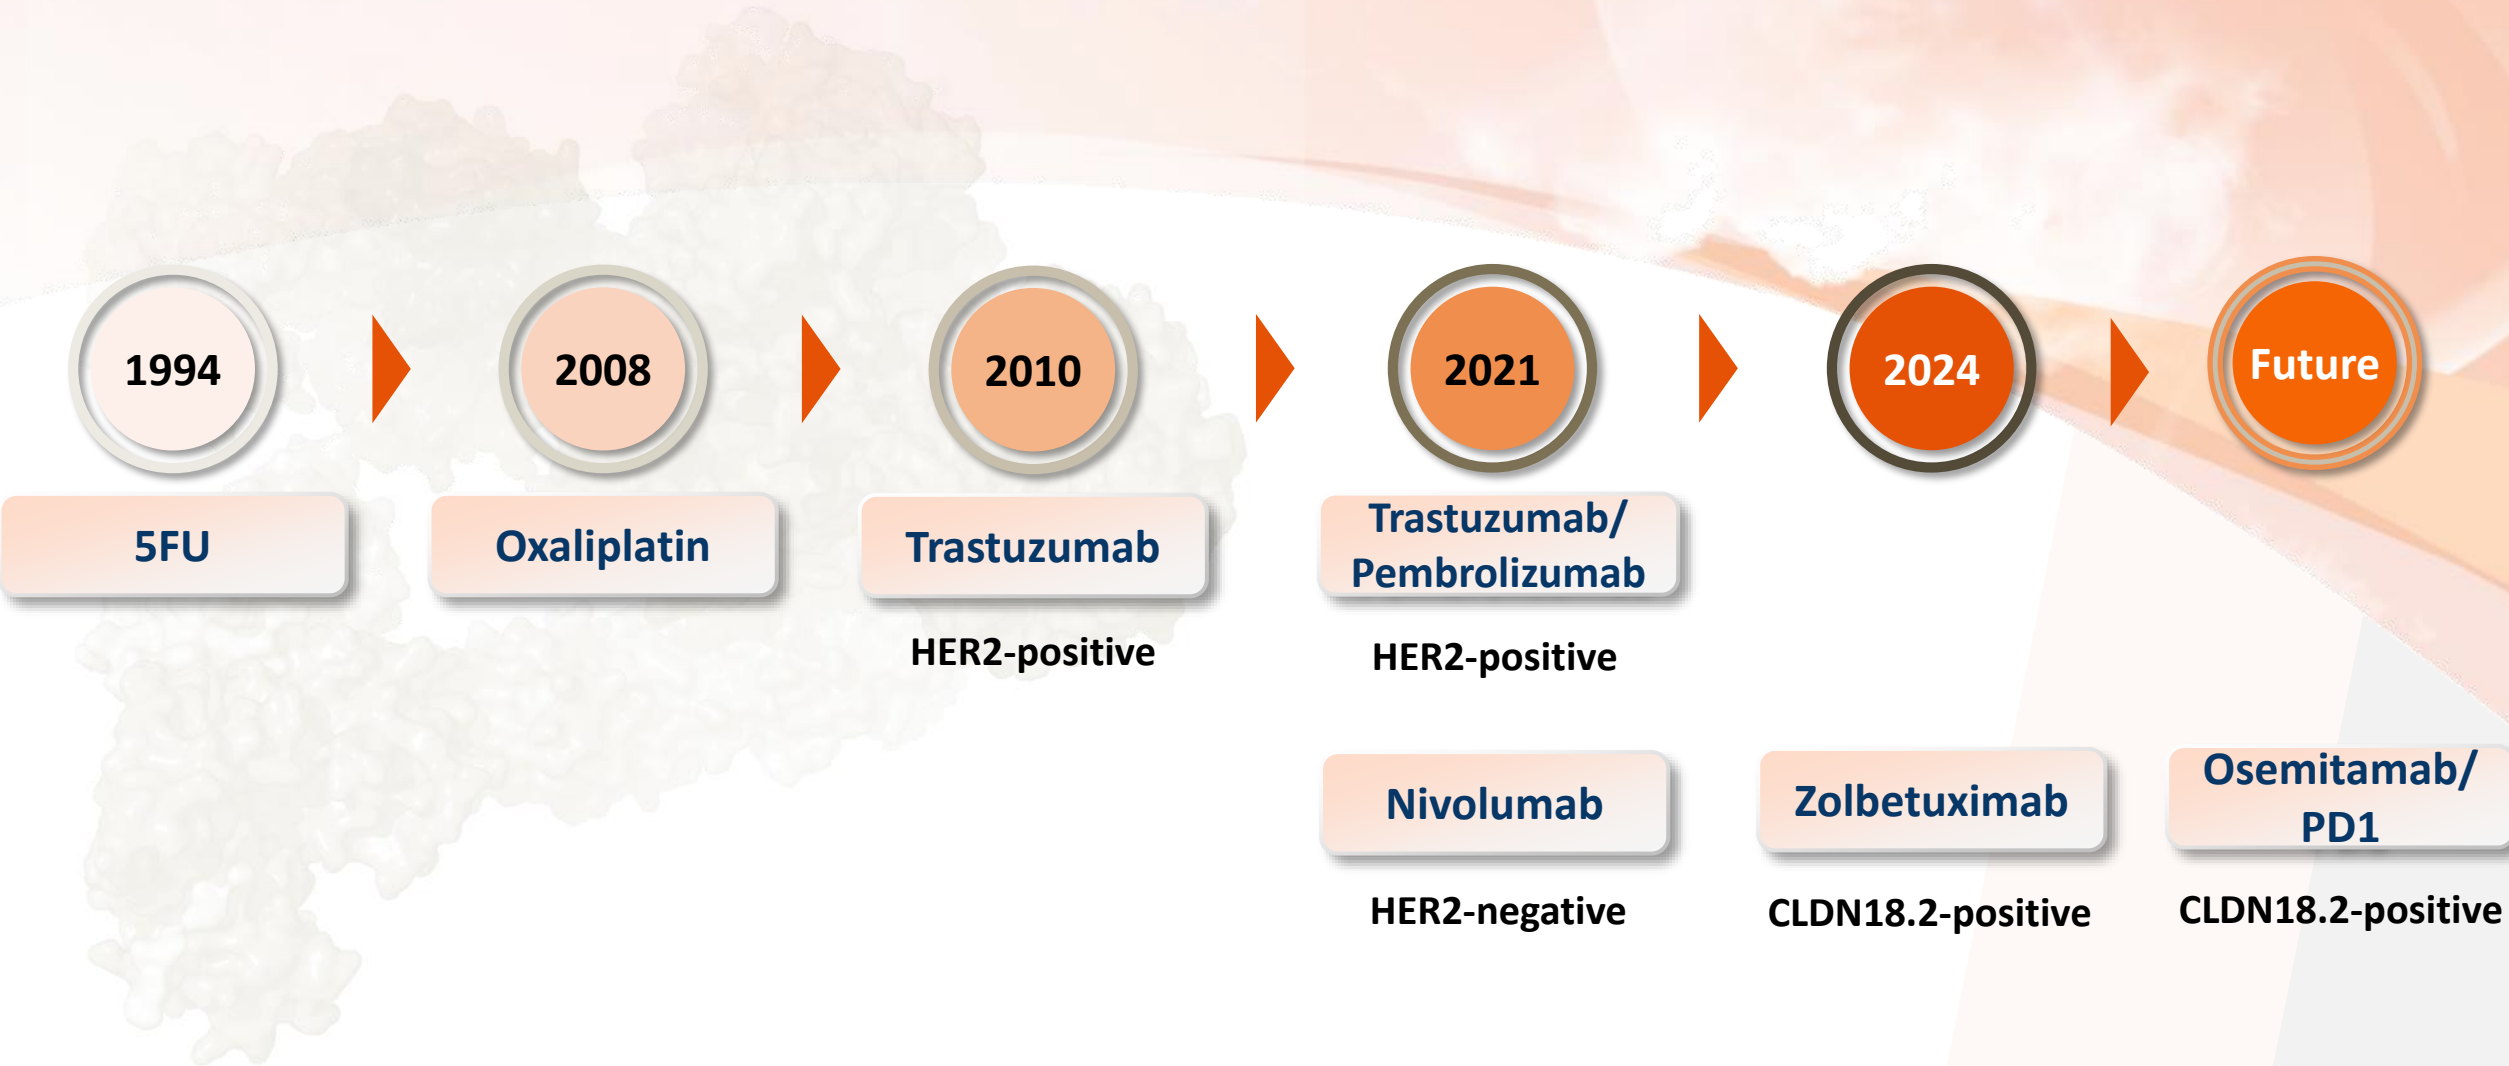 1994
2008
2010
2021
2024
Future
5FU
Oxaliplatin
Trastuzumab
HER2-positive
Trastuzumab/
Pembrolizumab
HER2-positive
Nivolumab
HER2-negative
Zolbetuximab
CLDN18.2-positive
Osemitamab/
PD1
CLDN18.2-positive